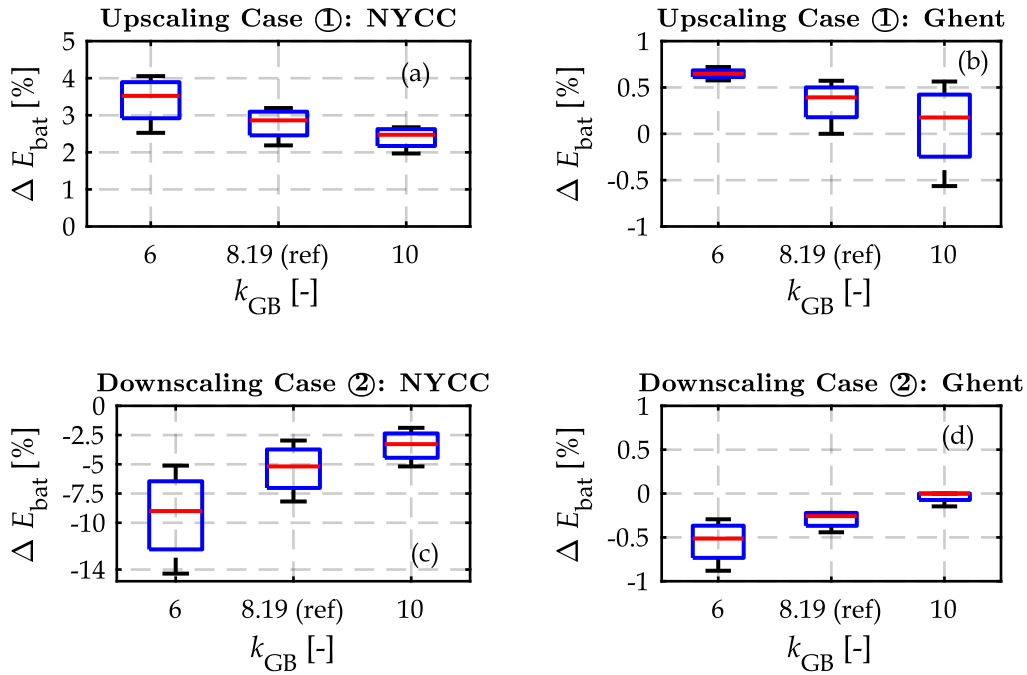 Upscaling Case ①: NYCC
5
4
3
2
1
0
Δ E_bat [%]
(a)
6
8.19 (ref)
10
k_GB [-]
Upscaling Case ①: Ghent
1
0.5
0
-0.5
-1
Δ E_bat [%]
(b)
6
8.19 (ref)
10
k_GB [-]
Downscaling Case ②: NYCC
0
-2.5
-5
-7.5
-10
-14
Δ E_bat [%]
(c)
6
8.19 (ref)
10
k_GB [-]
Downscaling Case ②: Ghent
1
0.5
0
-0.5
-1
Δ E_bat [%]
(d)
6
8.19 (ref)
10
k_GB [-]